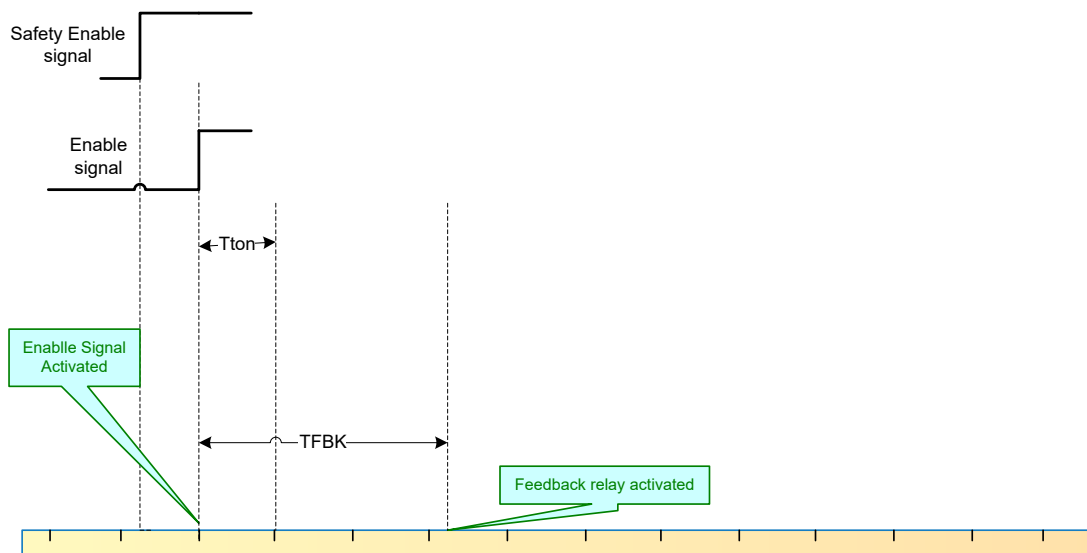 Safety Enable
signal
Enable
signal
Tton
Enablle Signal
Activated
TFBK
Feedback relay activated